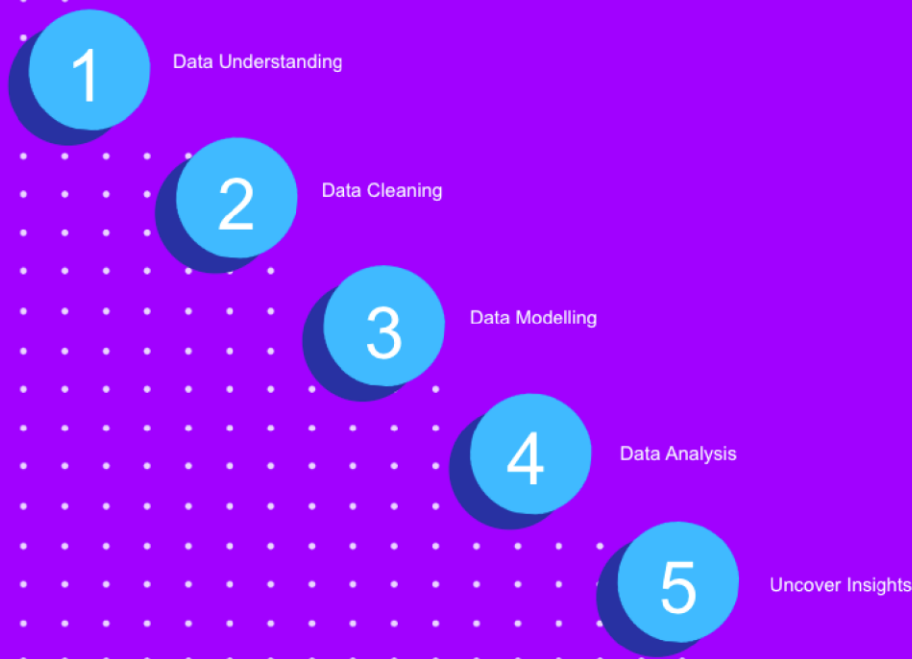 1
Data Understanding
2
Data Cleaning
3
Data Modelling
4
Data Analysis
5
Uncover Insights